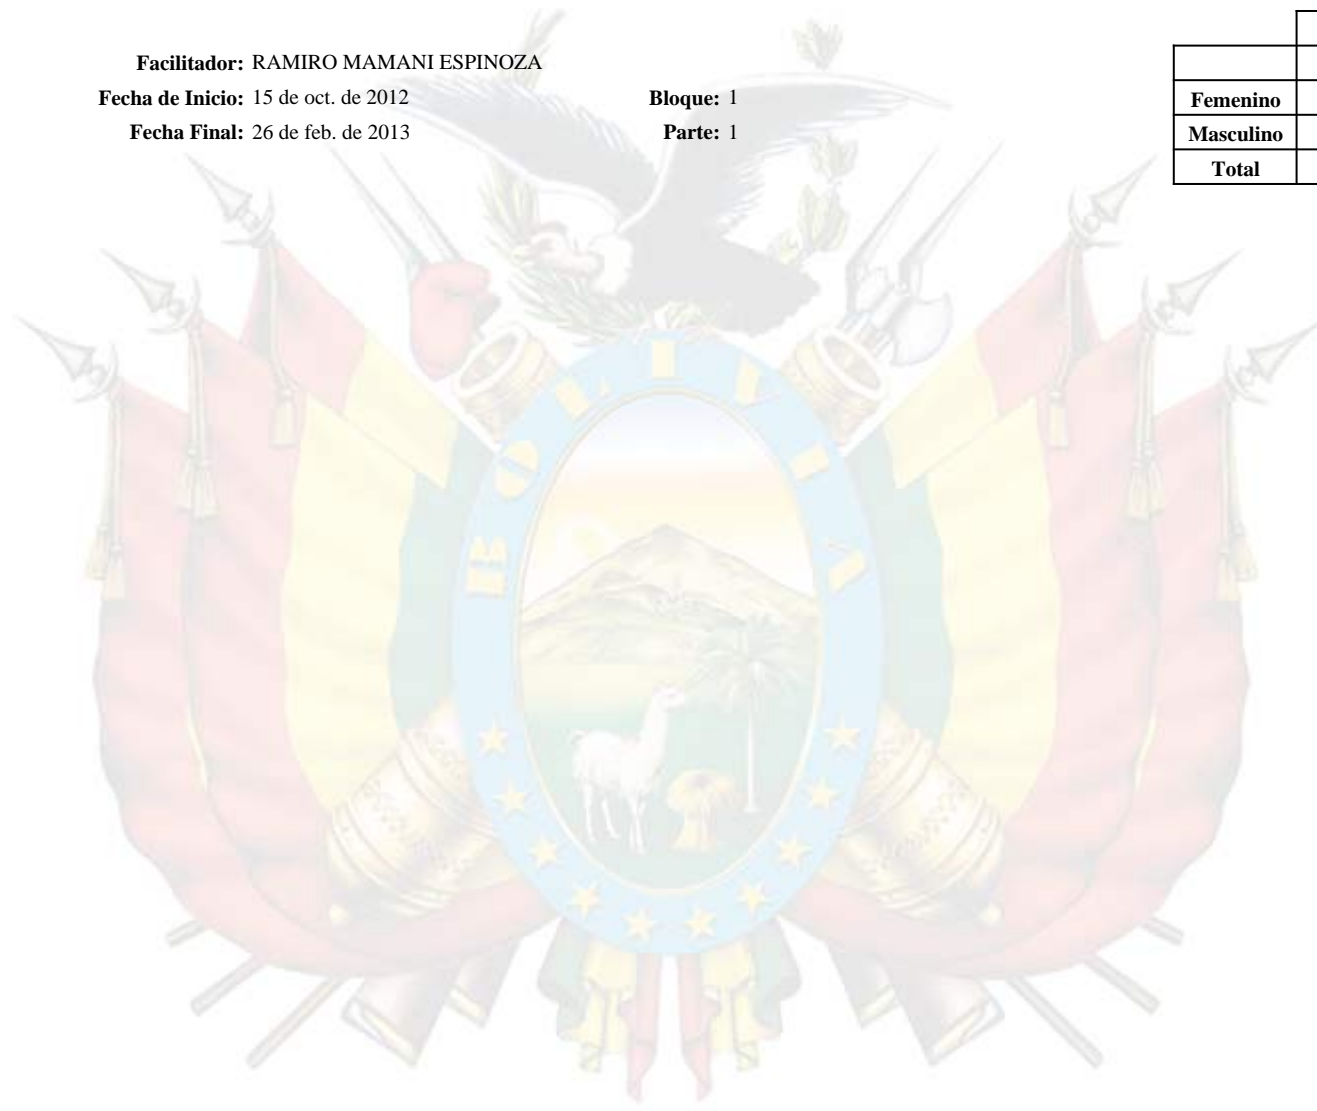 Facilitador: RAMIRO MAMANI ESPINOZA
Fecha de Inicio: 15 de oct. de 2012 Bloque: 1
Fecha Final: 26 de feb. de 2013 Parte: 1
Femenino
Masculino
Total
BOLIVIA